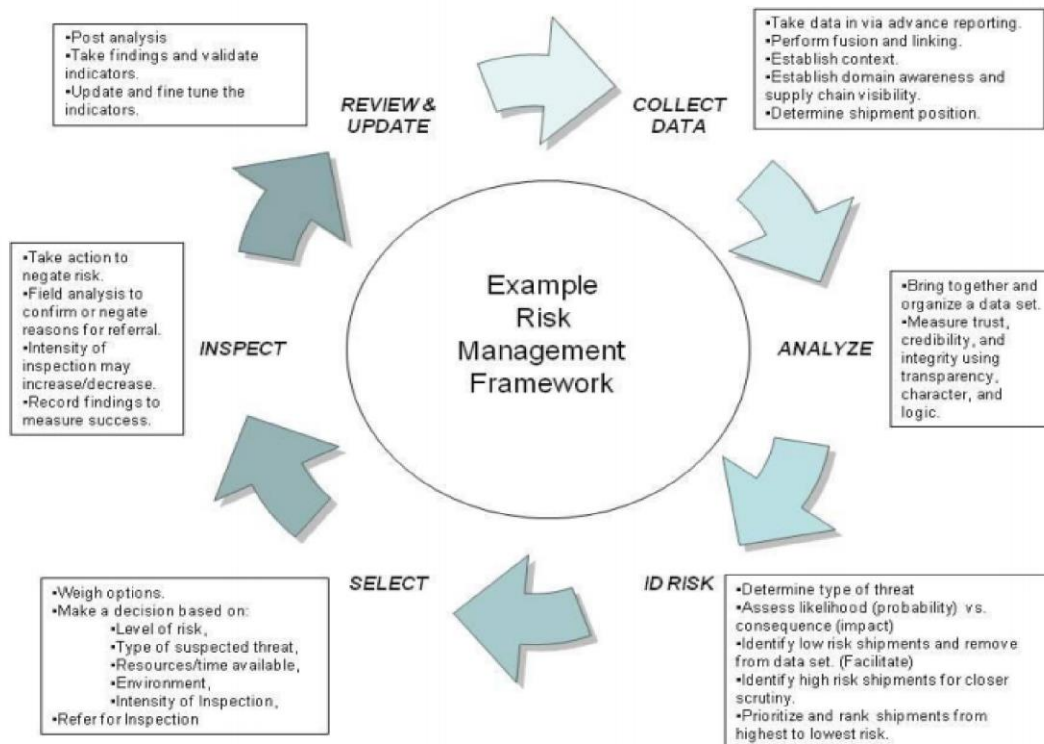 ▪Post analysis
▪Take findings and validate
indicators.
▪Update and fine tune the
indicators.
REVIEW &
UPDATE
COLLECT
DATA
▪Take data in via advance reporting.
▪Perform fusion and linking.
▪Establish context.
▪Establish domain awareness and
supply chain visibility.
▪Determine shipment position.
Example
Risk
Management
Framework
ANALYZE
▪Bring together and
organize a data set.
▪Measure trust,
credibility, and
integrity using
transparency,
character, and
logic.
ID RISK
▪Determine type of threat
▪Assess likelihood (probability) vs.
consequence (impact)
▪Identify low risk shipments and remove
from data set. (Facilitate)
▪Identify high risk shipments for closer
scrutiny.
▪Prioritize and rank shipments from
highest to lowest risk.
SELECT
▪Weigh options.
▪Make a decision based on:
▪Level of risk,
▪Type of suspected threat,
▪Resources/time available,
▪Environment,
▪Intensity of Inspection,
▪Refer for Inspection
INSPECT
▪Take action to
negate risk.
▪Field analysis to
confirm or negate
reasons for referral.
▪Intensity of
inspection may
increase/decrease.
▪Record findings to
measure success.